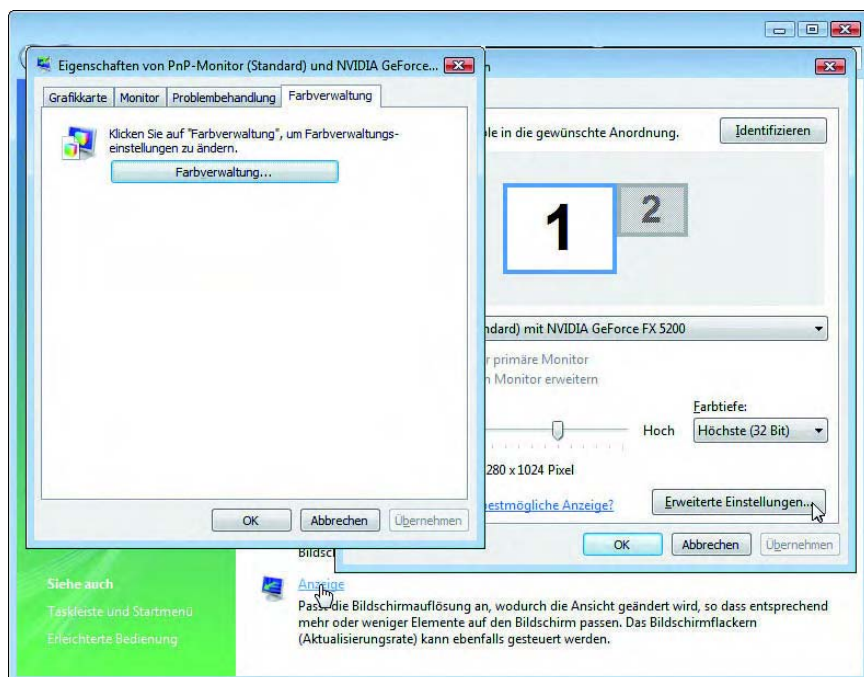 Eigenschaften von PnP-Monitor (Standard) und NVIDIA GeForce...
Grafikkarte Monitor Problembehandlung Farbverwaltung
Klicken Sie auf "Farbverwaltung", um Farbverwaltungs-
einstellungen zu ändern.
Farbverwaltung...
OK Abbrechen Übernehmen
in die gewünschte Anordnung.
Identifizieren
1
2
mit NVIDIA GeForce FX 5200
primäre Monitor
Monitor erweitern
Farbtiefe:
Hoch
Höchste (32 Bit)
280 x 1024 Pixel
estmögliche Anzeige?
Erweiterte Einstellungen...
OK Abbrechen Übernehmen
Siehe auch
Taskleiste und Startmenü
Erleichterte Bedienung
Anzeige
Passt die Bildschirmauflösung an, wodurch die Ansicht geändert wird, so dass entsprechend
mehr oder weniger Elemente auf den Bildschirm passen. Das Bildschirmflackern
(Aktualisierungsrate) kann ebenfalls gesteuert werden.